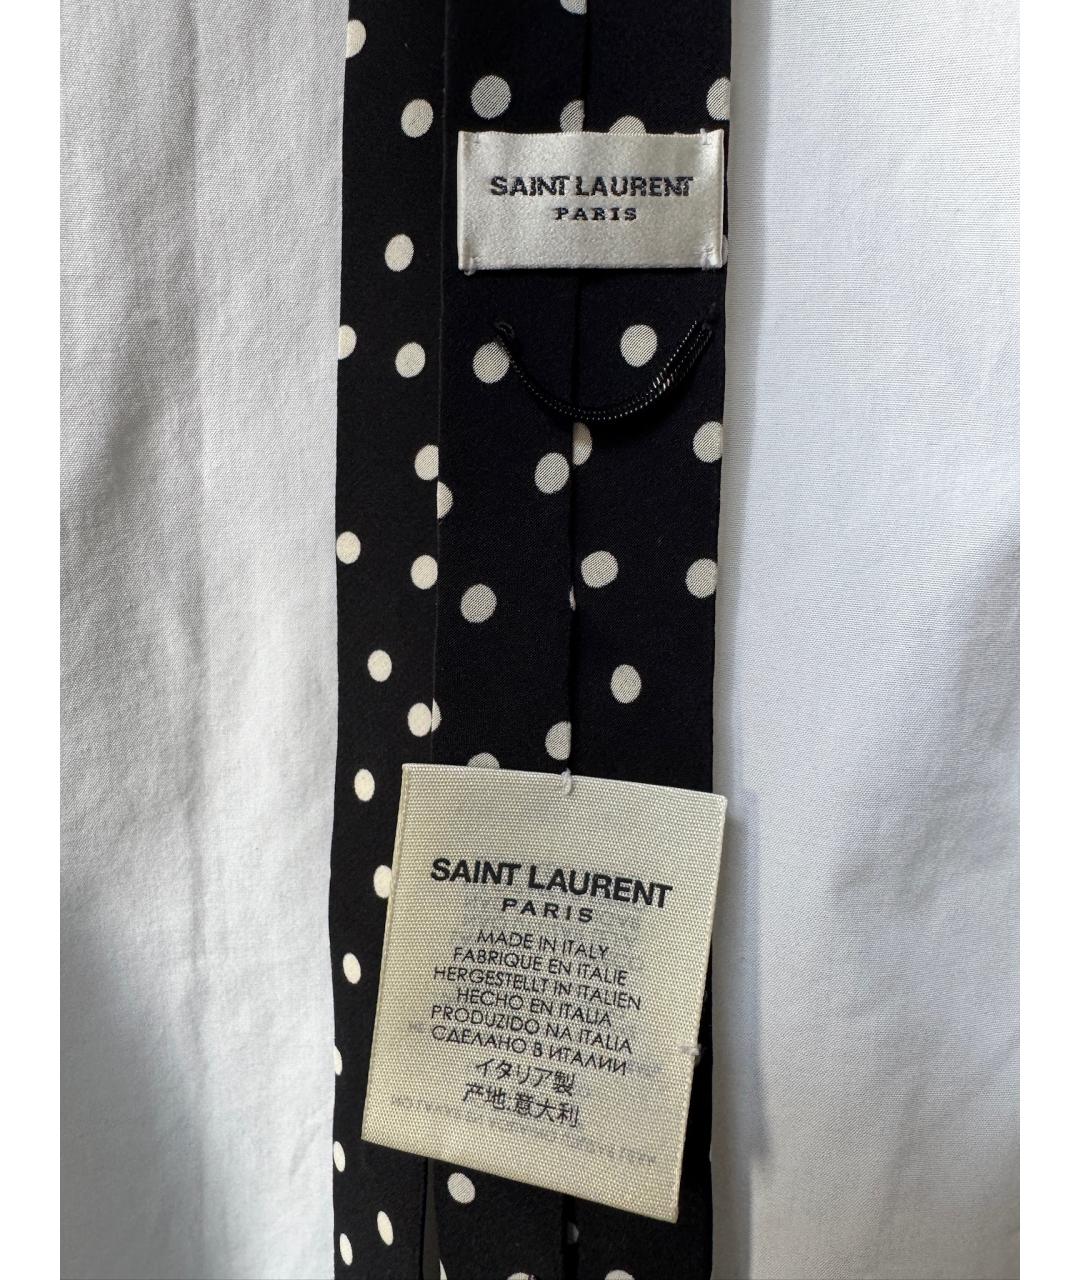 SAINT LAURENT
PARIS
SAINT LAURENT
PARIS
MADE IN ITALY
FABRIQUE EN ITALIE
HERGESTELLT IN ITALIEN
HECHO EN ITALIA
PRODUZIDO NA ITALIA
СДЕЛАНО В ИТАЛИИ
イタリア製
产地.意大利